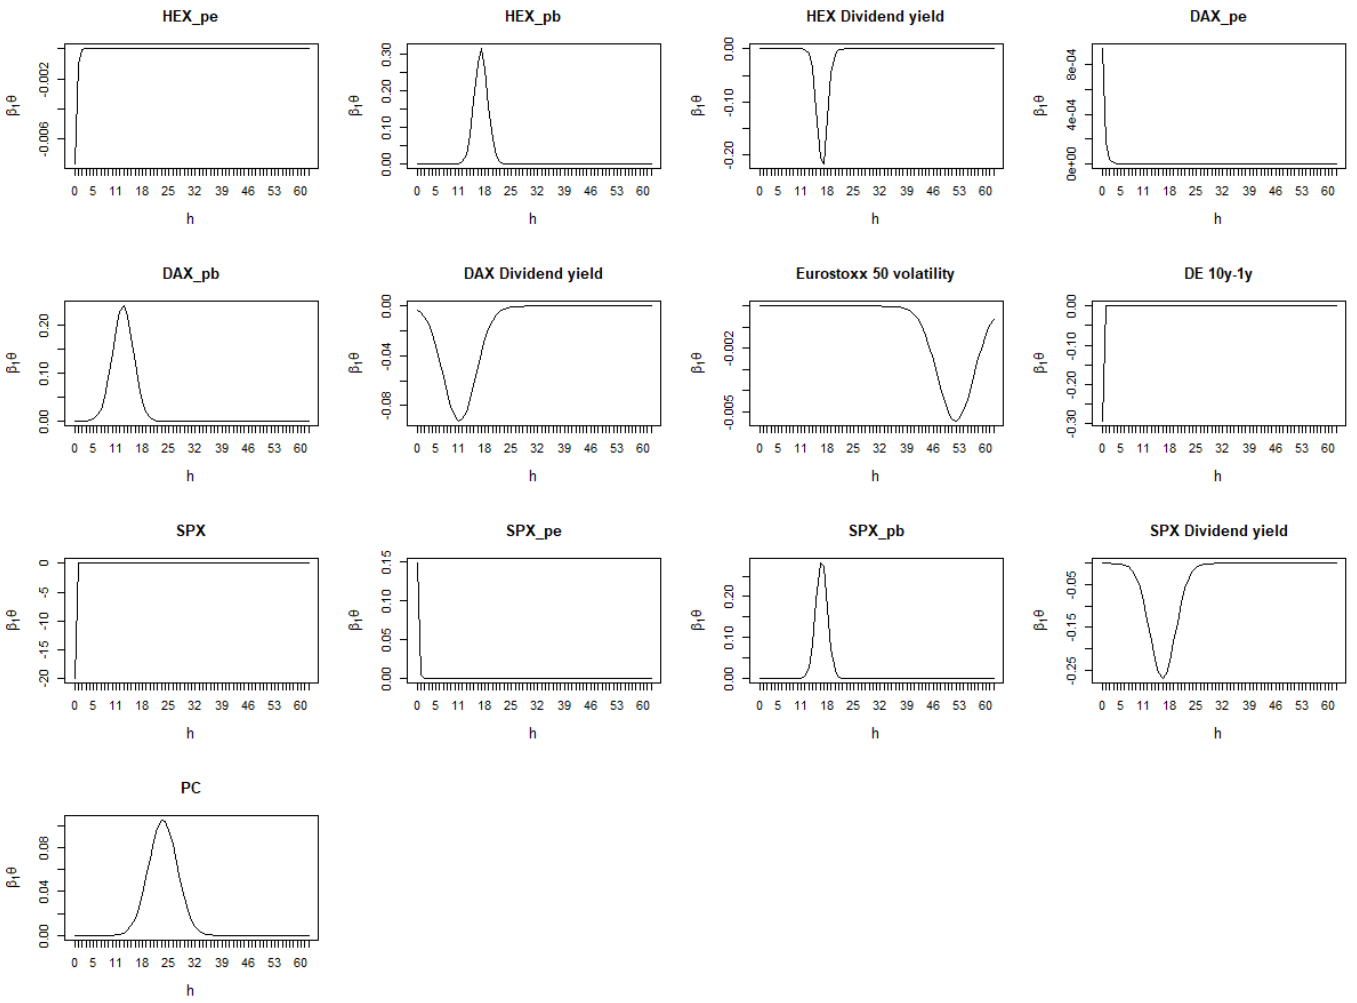 HEX_pe
β₁θ
-0.002
-0.006
0 5 11 18 25 32 39 46 53 60
h
HEX_pb
β₁θ
0.30
0.20
0.10
0.00
0 5 11 18 25 32 39 46 53 60
h
HEX Dividend yield
β₁θ
0.00
-0.10
-0.20
0 5 11 18 25 32 39 46 53 60
h
DAX_pe
β₁θ
8e-04
4e-04
0e+00
0 5 11 18 25 32 39 46 53 60
h
DAX_pb
β₁θ
0.20
0.10
0.00
0 5 11 18 25 32 39 46 53 60
h
DAX Dividend yield
β₁θ
0.00
-0.04
-0.08
0 5 11 18 25 32 39 46 53 60
h
Eurostoxx 50 volatility
β₁θ
-0.002
-0.005
0 5 11 18 25 32 39 46 53 60
h
DE 10y-1y
β₁θ
0.00
-0.10
-0.20
-0.30
0 5 11 18 25 32 39 46 53 60
h
SPX
β₁θ
0
-5
-10
-15
-20
0 5 11 18 25 32 39 46 53 60
h
SPX_pe
β₁θ
0.15
0.10
0.05
0.00
0 5 11 18 25 32 39 46 53 60
h
SPX_pb
β₁θ
0.20
0.10
0.00
0 5 11 18 25 32 39 46 53 60
h
SPX Dividend yield
β₁θ
-0.05
-0.15
-0.25
0 5 11 18 25 32 39 46 53 60
h
PC
β₁θ
0.08
0.04
0.00
0 5 11 18 25 32 39 46 53 60
h